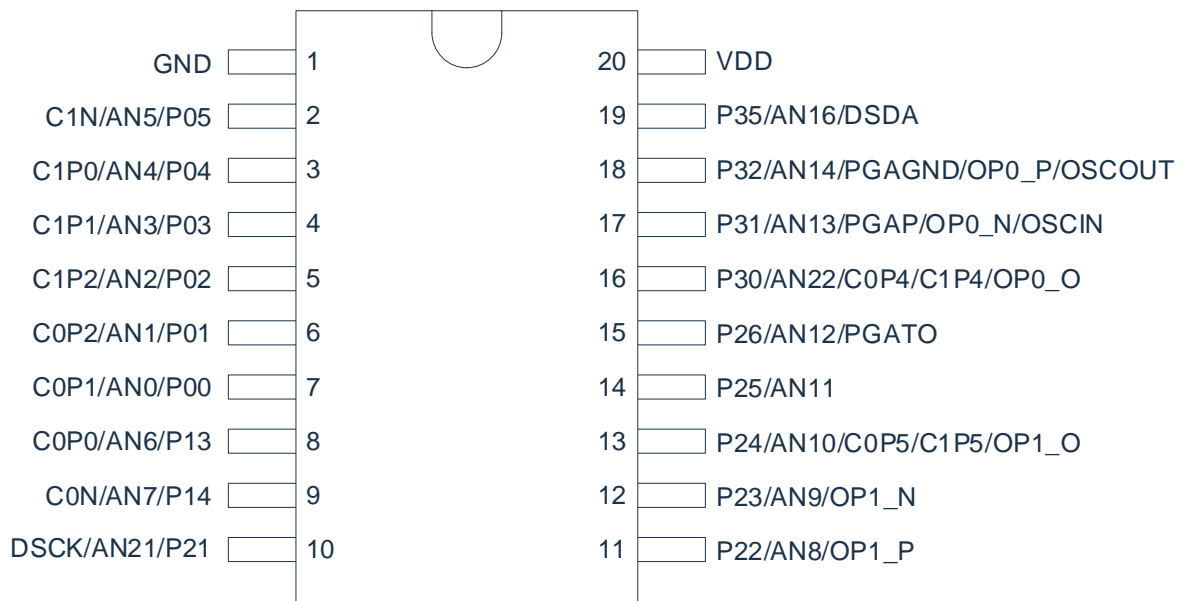 GND 1 20 VDD
C1N/AN5/P05 2 19 P35/AN16/DSDA
C1P0/AN4/P04 3 18 P32/AN14/PGAGND/OP0_P/OSCOUT
C1P1/AN3/P03 4 17 P31/AN13/PGAP/OP0_N/OSCIN
C1P2/AN2/P02 5 16 P30/AN22/C0P4/C1P4/OP0_O
C0P2/AN1/P01 6 15 P26/AN12/PGATO
C0P1/AN0/P00 7 14 P25/AN11
C0P0/AN6/P13 8 13 P24/AN10/C0P5/C1P5/OP1_O
C0N/AN7/P14 9 12 P23/AN9/OP1_N
DSCK/AN21/P21 10 11 P22/AN8/OP1_P